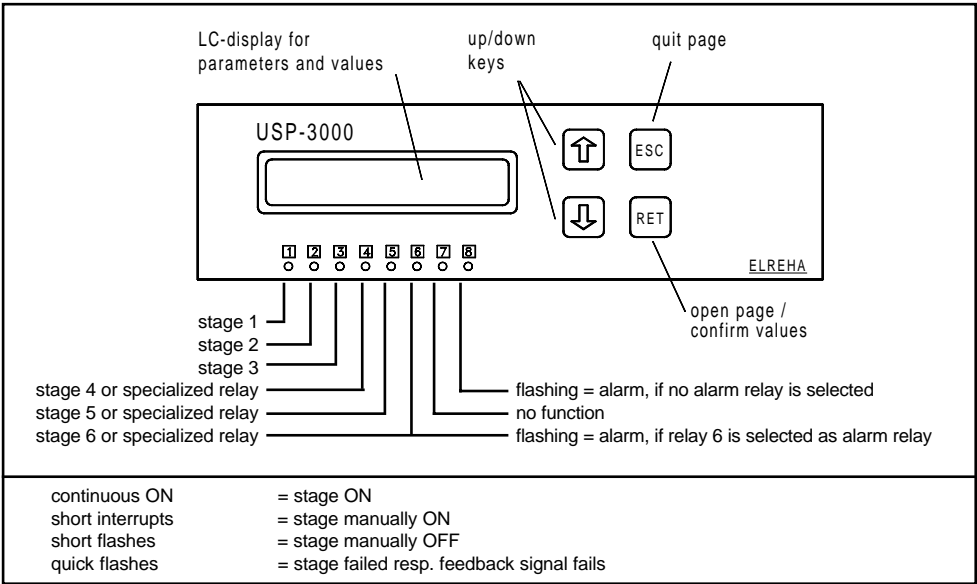 LC-display for
parameters and values
up/down
keys
quit page
USP-3000
ESC
RET
1 2 3 4 5 6 7 8
ELREHA
open page /
confirm values
stage 1
stage 2
stage 3
stage 4 or specialized relay
stage 5 or specialized relay
stage 6 or specialized relay
flashing = alarm, if no alarm relay is selected
no function
flashing = alarm, if relay 6 is selected as alarm relay
continuous ON = stage ON
short interrupts = stage manually ON
short flashes = stage manually OFF
quick flashes = stage failed resp. feedback signal fails